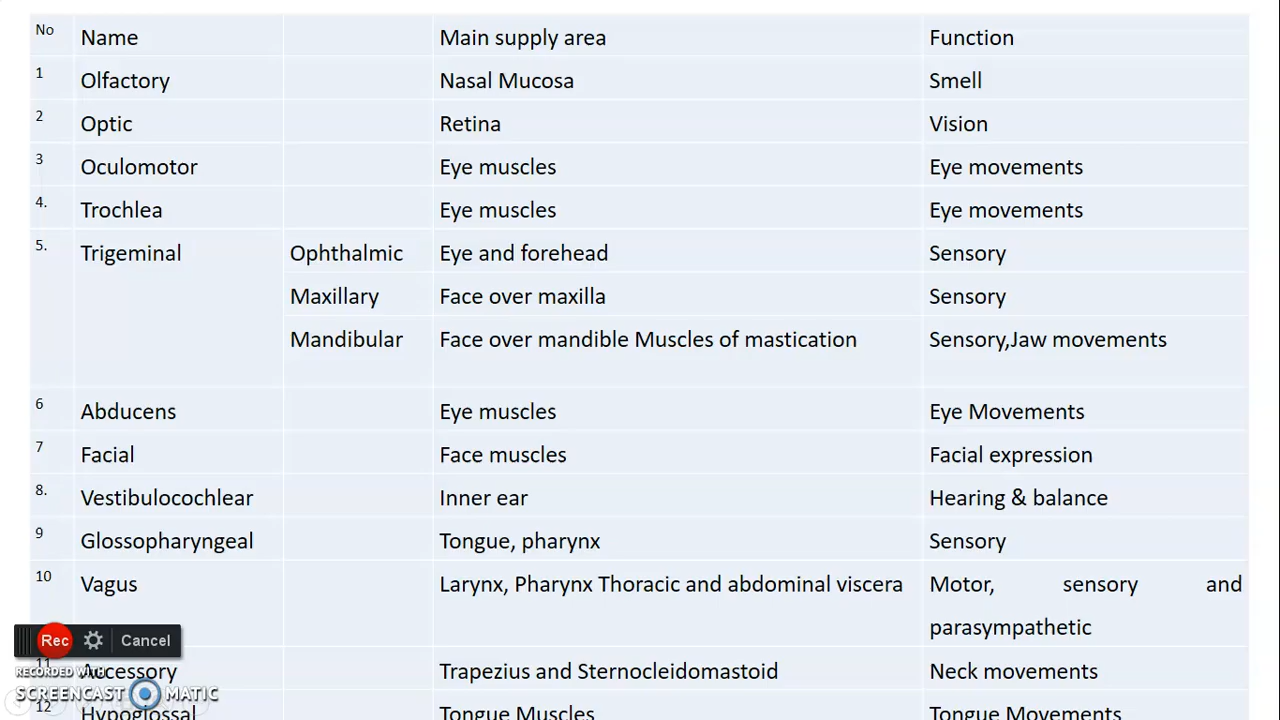 No Name Main supply area Function
1 Olfactory Nasal Mucosa Smell
2 Optic Retina Vision
3 Oculomotor Eye muscles Eye movements
4. Trochlea Eye muscles Eye movements
5. Trigeminal Ophthalmic Eye and forehead Sensory
Maxillary Face over maxilla Sensory
Mandibular Face over mandible Muscles of mastication Sensory,Jaw movements
6 Abducens Eye muscles Eye Movements
7 Facial Face muscles Facial expression
8. Vestibulocochlear Inner ear Hearing & balance
9 Glossopharyngeal Tongue, pharynx Sensory
10 Vagus Larynx, Pharynx Thoracic and abdominal viscera Motor, sensory and
parasympathetic
Rec Cancel
11 Accessory Trapezius and Sternocleidomastoid Neck movements
RECORDED WITH
SCREENCAST MATIC
12 Hypoglossal Tongue Muscles Tongue Movements